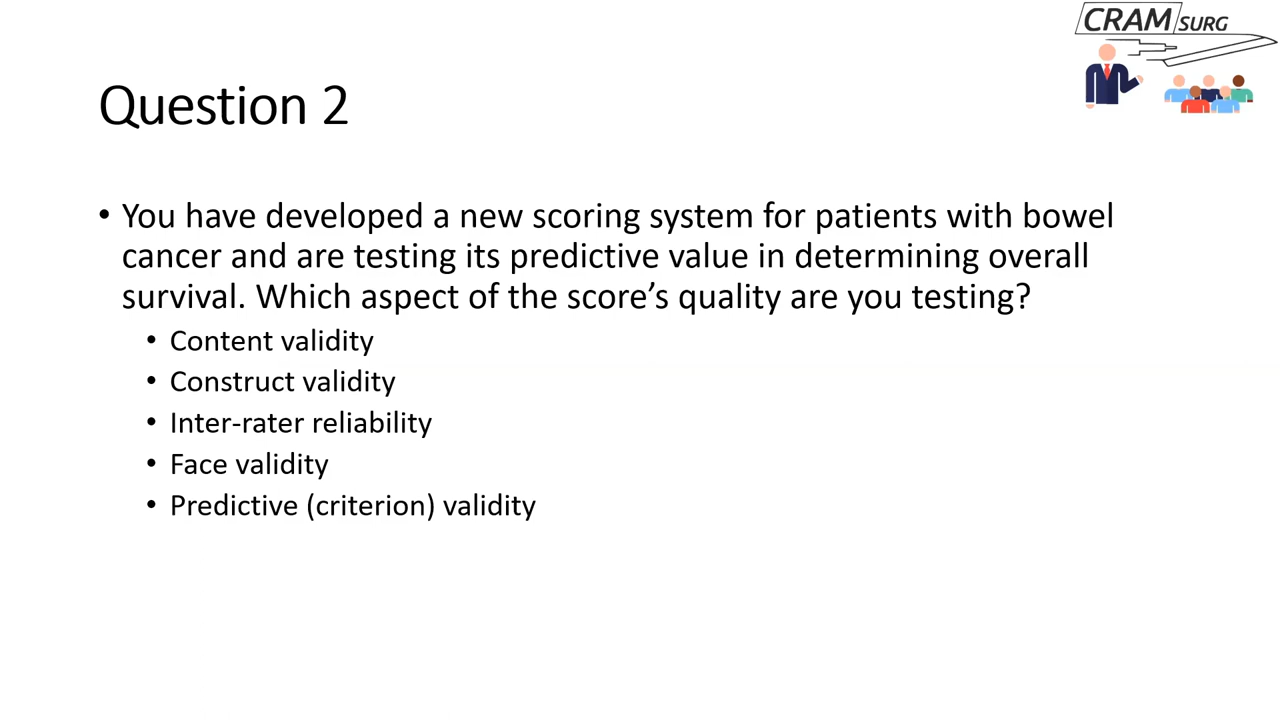 CRAM SURG
Question 2
• You have developed a new scoring system for patients with bowel
cancer and are testing its predictive value in determining overall
survival. Which aspect of the score’s quality are you testing?
• Content validity
• Construct validity
• Inter-rater reliability
• Face validity
• Predictive (criterion) validity